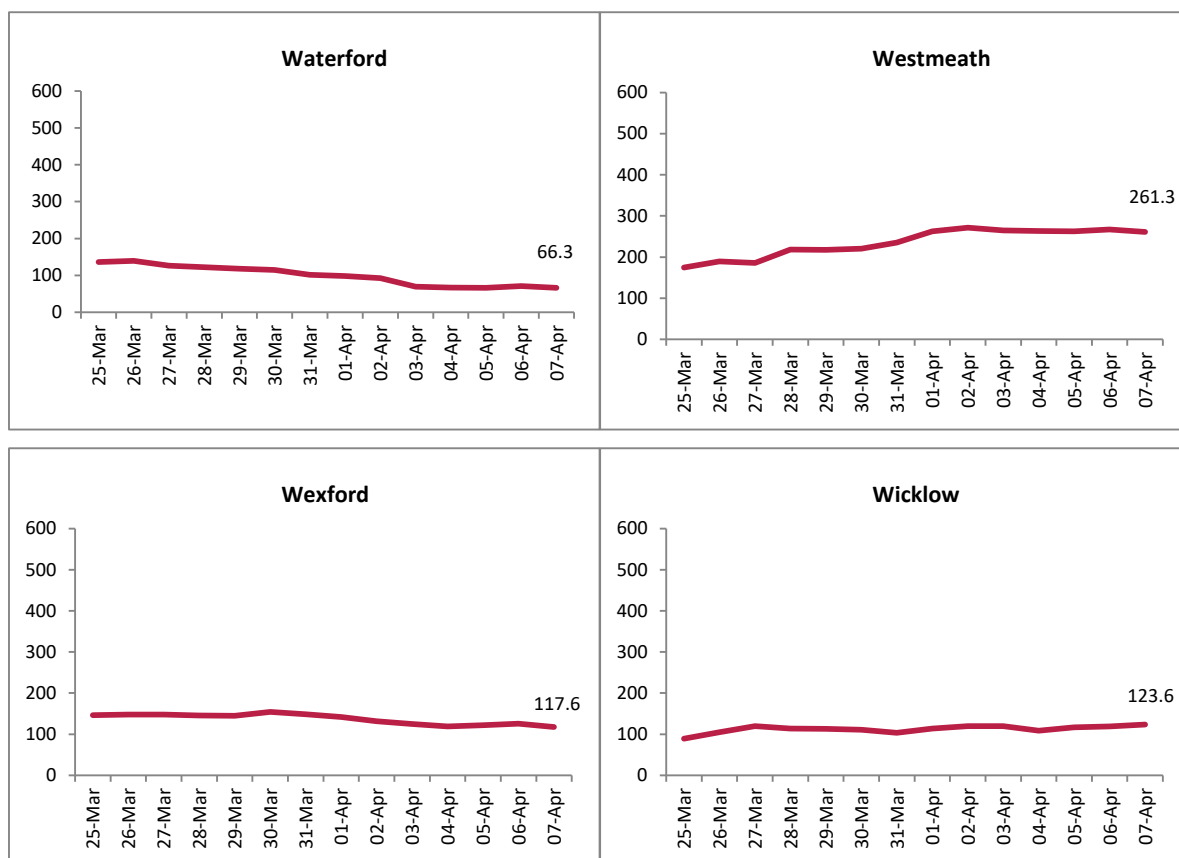 Waterford
600
500
400
300
200
100
0
66.3
25-Mar
26-Mar
27-Mar
28-Mar
29-Mar
30-Mar
31-Mar
01-Apr
02-Apr
03-Apr
04-Apr
05-Apr
06-Apr
07-Apr
Westmeath
600
500
400
300
200
100
0
261.3
25-Mar
26-Mar
27-Mar
28-Mar
29-Mar
30-Mar
31-Mar
01-Apr
02-Apr
03-Apr
04-Apr
05-Apr
06-Apr
07-Apr
Wexford
600
500
400
300
200
100
0
117.6
25-Mar
26-Mar
27-Mar
28-Mar
29-Mar
30-Mar
31-Mar
01-Apr
02-Apr
03-Apr
04-Apr
05-Apr
06-Apr
07-Apr
Wicklow
600
500
400
300
200
100
0
123.6
25-Mar
26-Mar
27-Mar
28-Mar
29-Mar
30-Mar
31-Mar
01-Apr
02-Apr
03-Apr
04-Apr
05-Apr
06-Apr
07-Apr